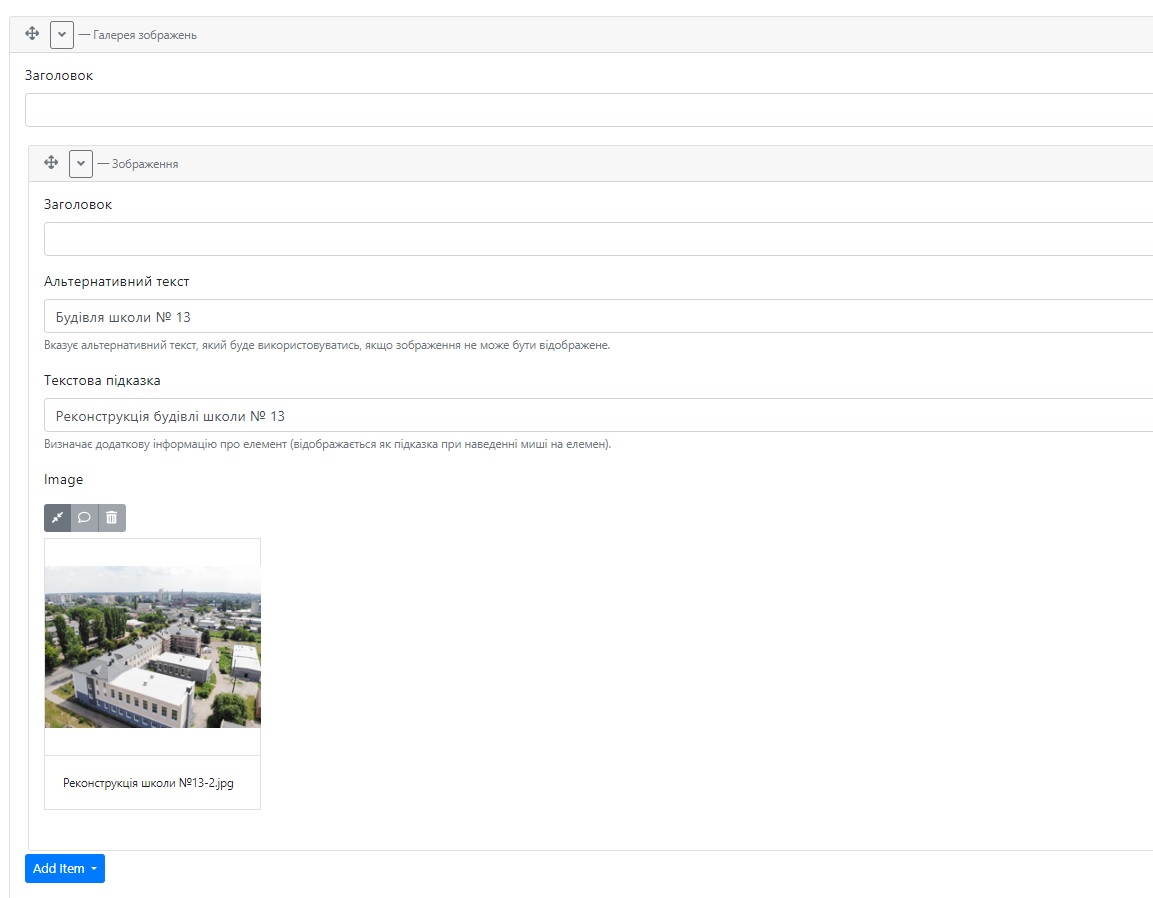 — Галерея зображень
Заголовок
— Зображення
Заголовок
Альтернативний текст
Будівля школи № 13
Вказує альтернативний текст, який буде використовуватись, якщо зображення не може бути відображене.
Текстова підказка
Реконструкція будівлі школи № 13
Визначає додаткову інформацію про елемент (відображається як підказка при наведенні миші на елемен).
Image
Реконструкція школи №13-2.jpg
Add Item